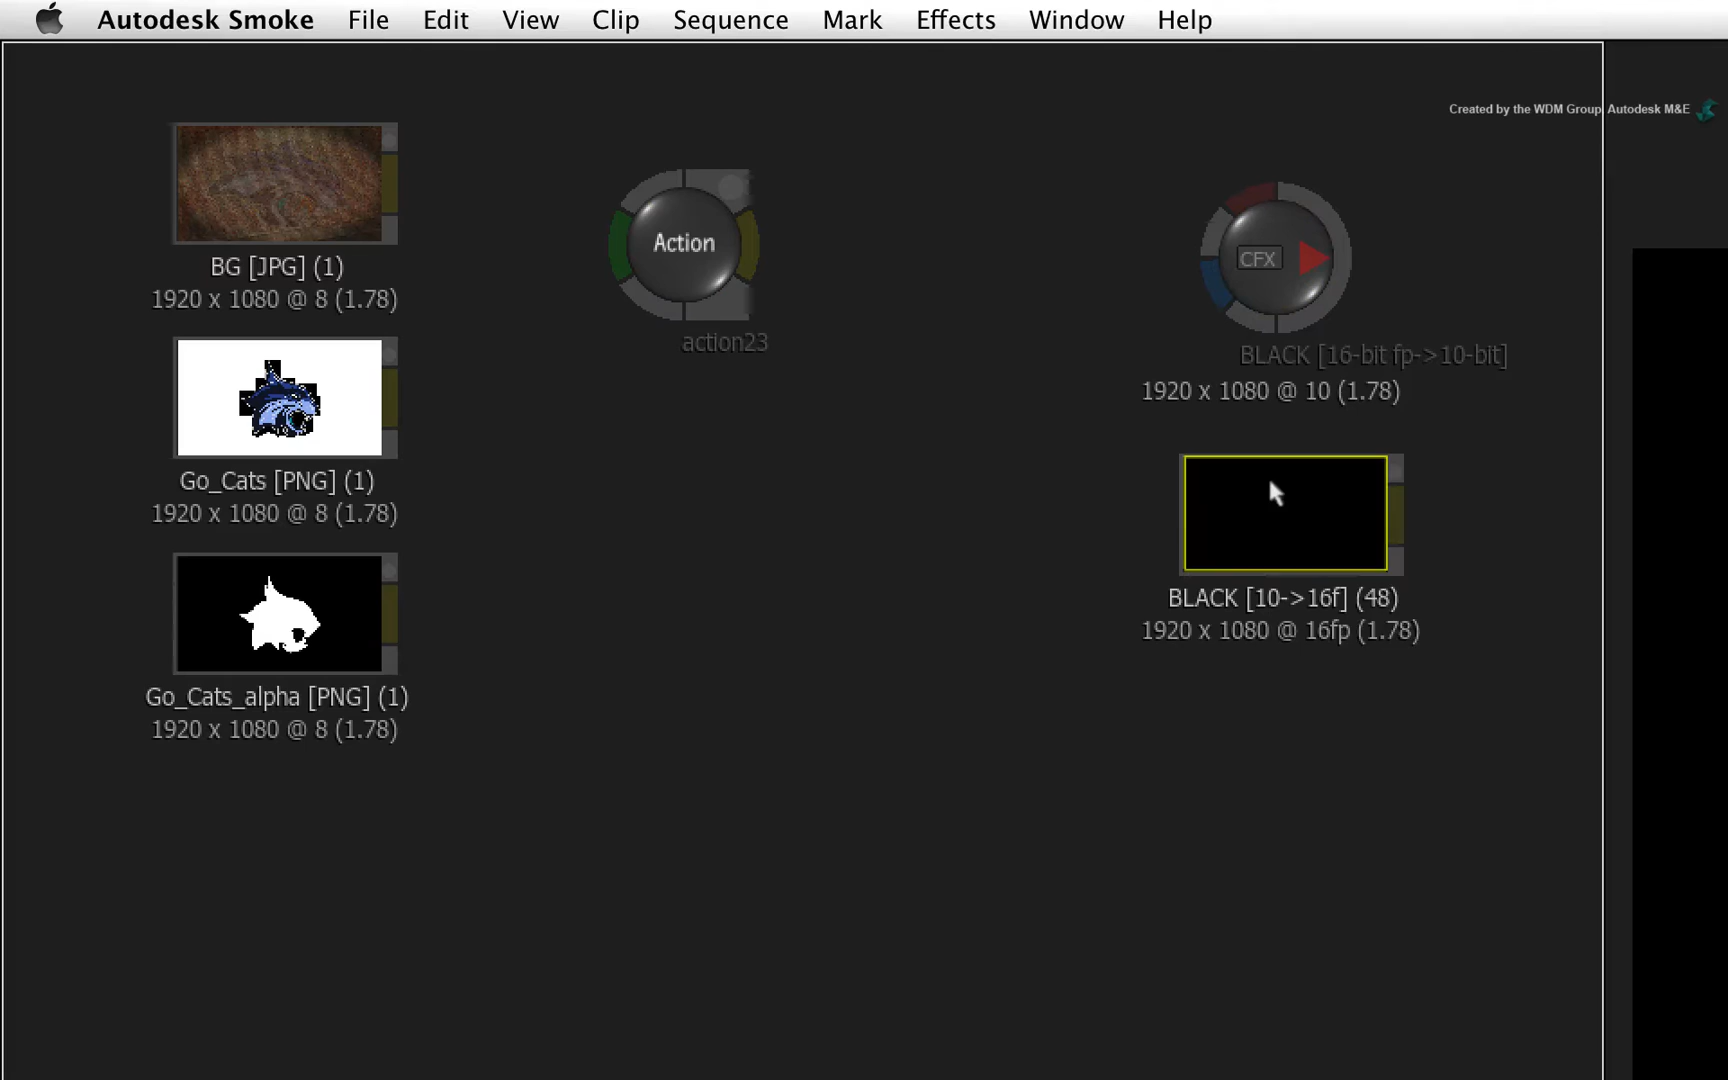 Autodesk Smoke File Edit View Clip Sequence Mark Effects Window Help
Created by the WDM Group, Autodesk M&E
BG [JPG] (1)
1920 x 1080 @ 8 (1.78)
Go_Cats [PNG] (1)
1920 x 1080 @ 8 (1.78)
Go_Cats_alpha [PNG] (1)
1920 x 1080 @ 8 (1.78)
Action
action23
CFX
BLACK [16-bit fp->10-bit]
1920 x 1080 @ 10 (1.78)
BLACK [10->16f] (48)
1920 x 1080 @ 16fp (1.78)